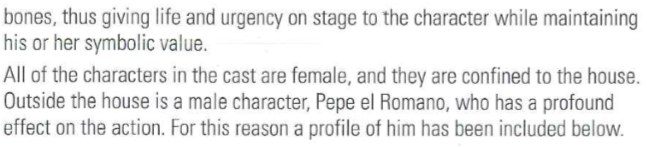 bones, thus giving life and urgency on stage to the character while maintaining
his or her symbolic value.
All of the characters in the cast are female, and they are confined to the house.
Outside the house is a male character, Pepe el Romano, who has a profound
effect on the action. For this reason a profile of him has been included below.